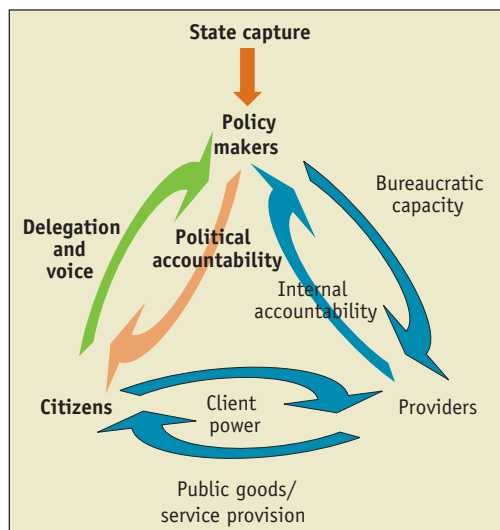 State capture
Policy
makers
Bureaucratic
capacity
Delegation
and
voice
Political
accountability
Internal
accountability
Citizens
Client
power
Providers
Public goods/
service provision